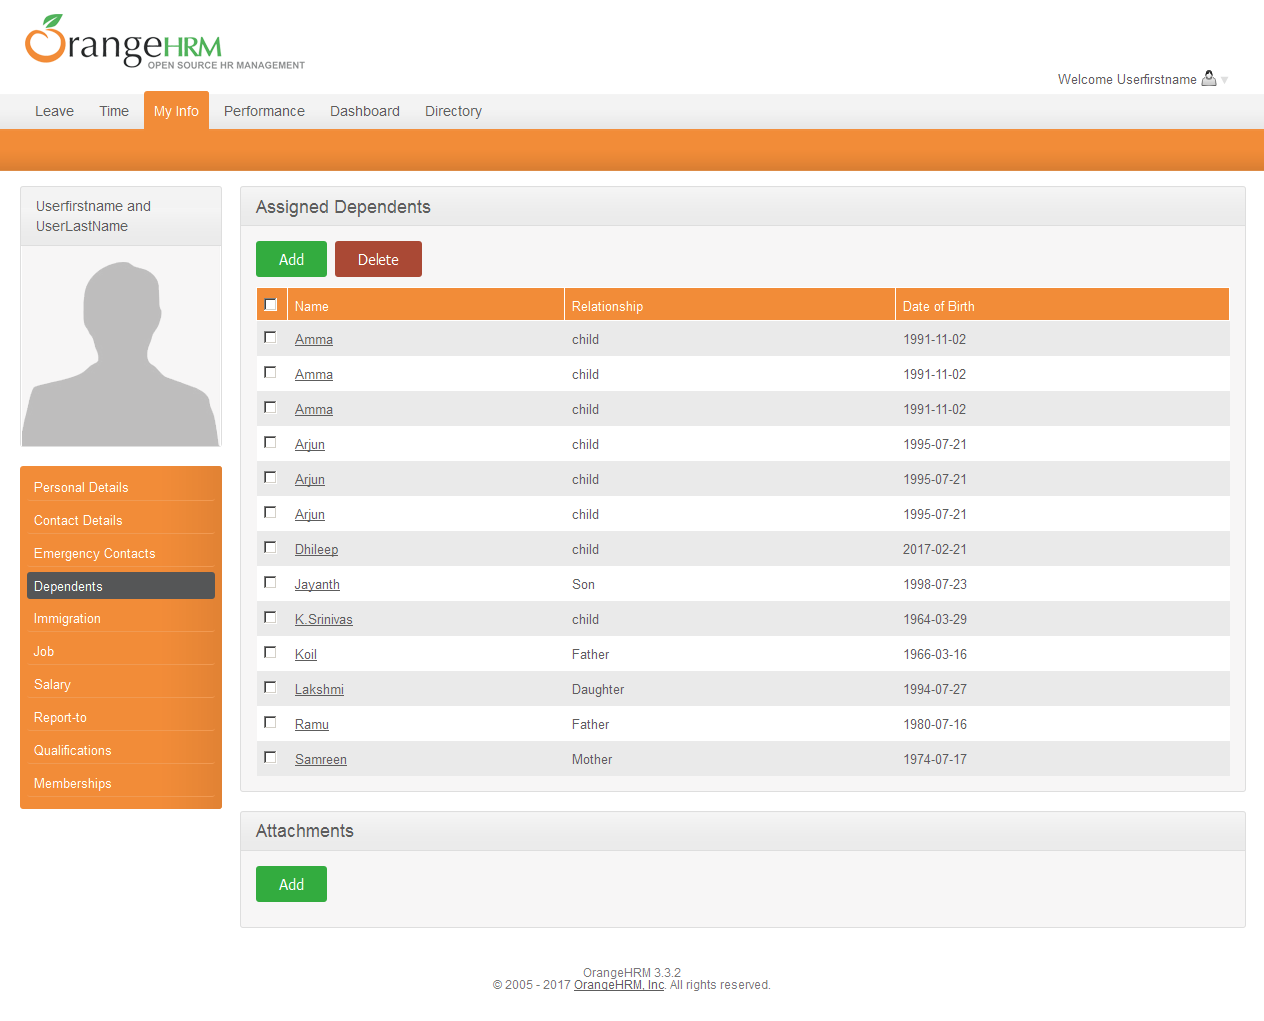 OrangeHRM
OPEN SOURCE HR MANAGEMENT
Welcome Userfirstname
Leave Time My Info Performance Dashboard Directory
Userfirstname and
UserLastName
Personal Details
Contact Details
Emergency Contacts
Dependents
Immigration
Job
Salary
Report-to
Qualifications
Memberships
Assigned Dependents
Add Delete
Name Relationship Date of Birth
Amma child 1991-11-02
Amma child 1991-11-02
Amma child 1991-11-02
Arjun child 1995-07-21
Arjun child 1995-07-21
Arjun child 1995-07-21
Dhileep child 2017-02-21
Jayanth Son 1998-07-23
K.Srinivas child 1964-03-29
Koil Father 1966-03-16
Lakshmi Daughter 1994-07-27
Ramu Father 1980-07-16
Samreen Mother 1974-07-17
Attachments
Add
OrangeHRM 3.3.2
© 2005 - 2017 OrangeHRM, Inc. All rights reserved.